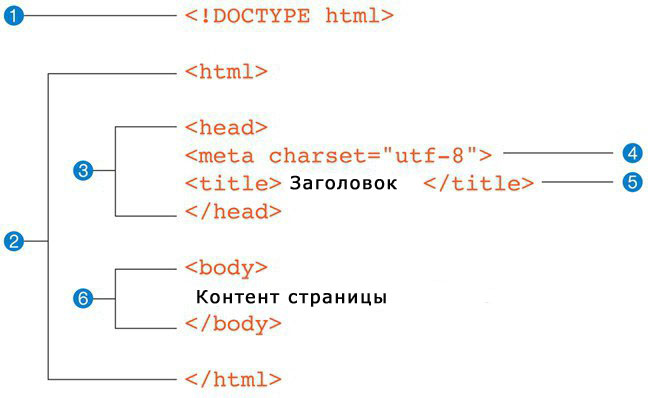 1 <!DOCTYPE html>
<html>
<head>
<meta charset="utf-8"> 4
3 <title> Заголовок </title> 5
</head>
2
<body>
6 Контент страницы
</body>
</html>